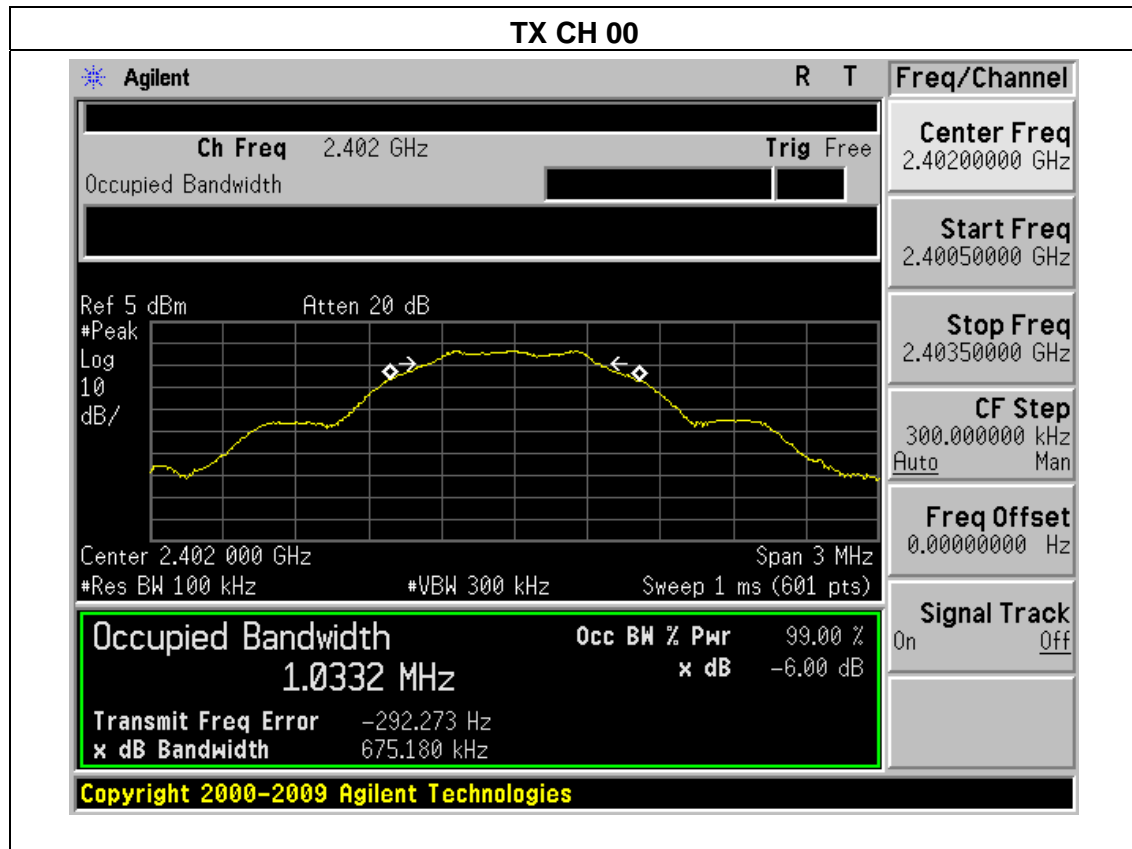 TX CH 00
Agilent R T Freq/Channel
Ch Freq 2.402 GHz Trig Free
Occupied Bandwidth
Center Freq
2.40200000 GHz
Start Freq
2.40050000 GHz
Stop Freq
2.40350000 GHz
CF Step
300.000000 kHz
Auto Man
Freq Offset
0.00000000 Hz
Signal Track
On Off
Ref 5 dBm Atten 20 dB
#Peak
Log
10
dB/
Center 2.402 000 GHz Span 3 MHz
#Res BW 100 kHz #VBW 300 kHz Sweep 1 ms (601 pts)
Occupied Bandwidth Occ BW % Pwr 99.00 %
1.0332 MHz x dB -6.00 dB
Transmit Freq Error -292.273 Hz
x dB Bandwidth 675.180 kHz
Copyright 2000-2009 Agilent Technologies